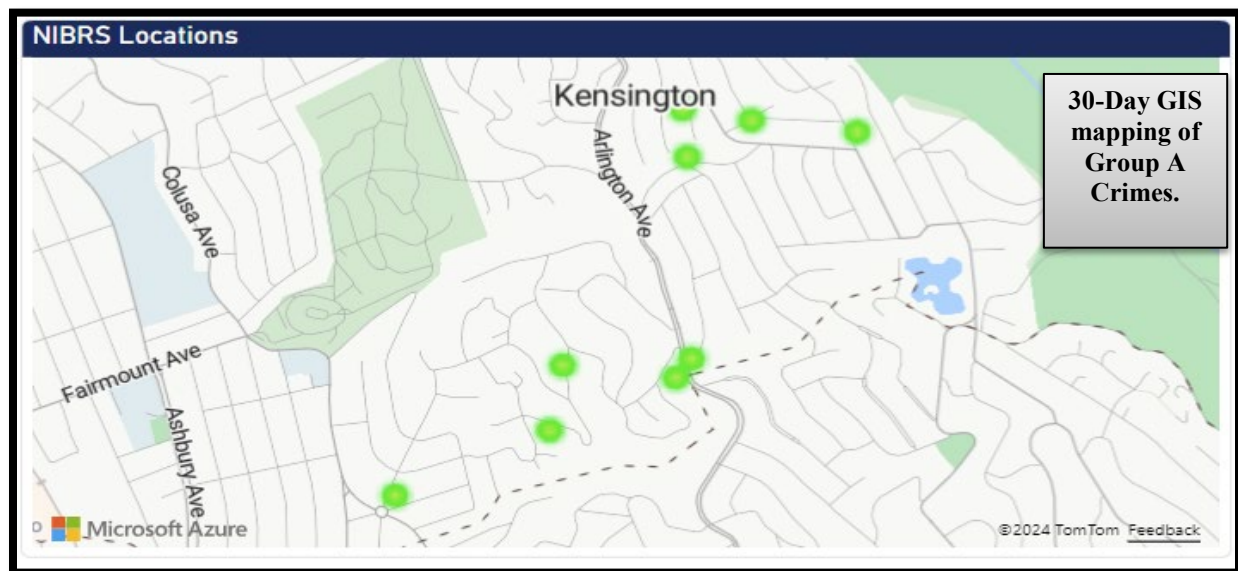 NIBRS Locations
Kensington
30-Day GIS
mapping of
Group A
Crimes.
Arlington Ave
Colusa Ave
Fairmount Ave
Ashbury Ave
Microsoft Azure
©2024 TomTom Feedback